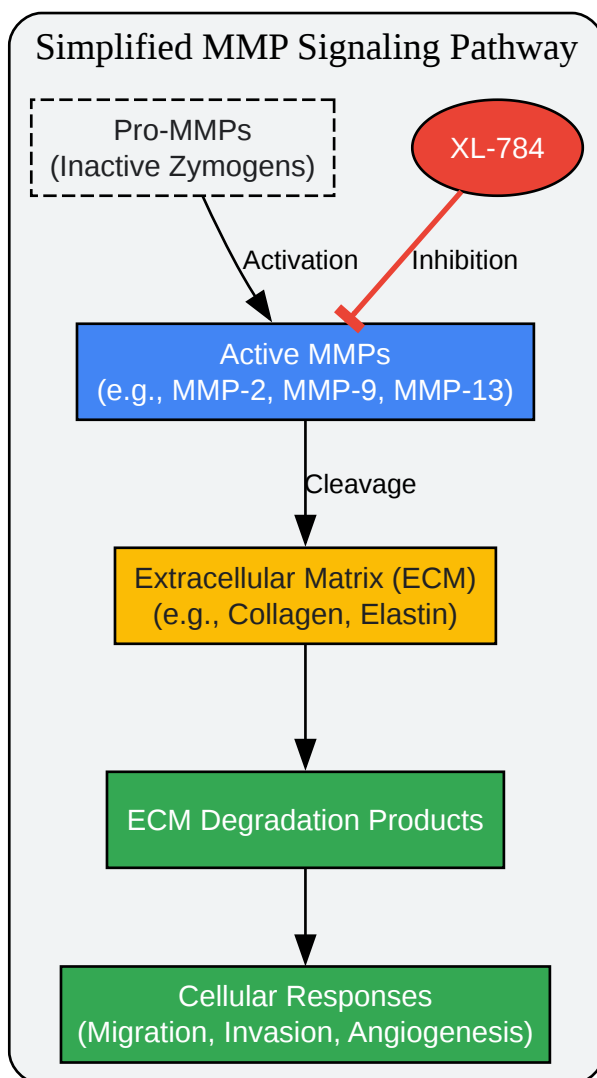 Simplified MMP Signaling Pathway
Pro-MMPs
(Inactive Zymogens)
XL-784
Activation
Inhibition
Active MMPs
(e.g., MMP-2, MMP-9, MMP-13)
Cleavage
Extracellular Matrix (ECM)
(e.g., Collagen, Elastin)
ECM Degradation Products
Cellular Responses
(Migration, Invasion, Angiogenesis)